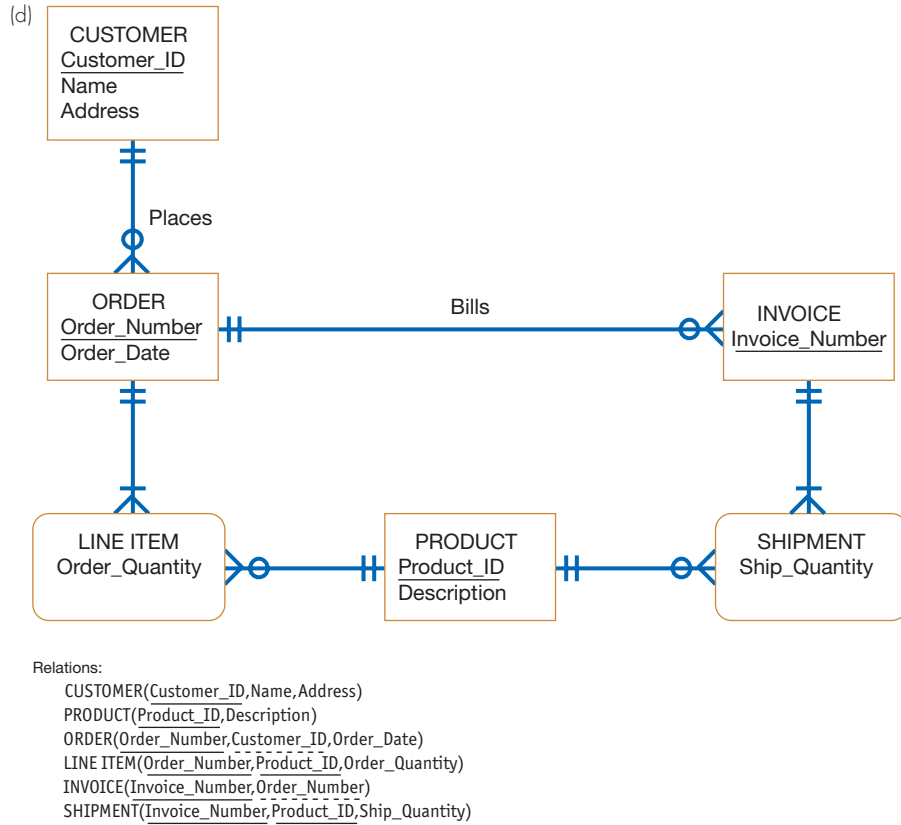 (d)
CUSTOMER
Customer_ID
Name
Address
Places
ORDER
Order_Number
Order_Date
Bills
INVOICE
Invoice_Number
LINE ITEM
Order_Quantity
PRODUCT
Product_ID
Description
SHIPMENT
Ship_Quantity
Relations:
CUSTOMER(Customer_ID,Name,Address)
PRODUCT(Product_ID,Description)
ORDER(Order_Number,Customer_ID,Order_Date)
LINE ITEM(Order_Number,Product_ID,Order_Quantity)
INVOICE(Invoice_Number,Order_Number)
SHIPMENT(Invoice_Number,Product_ID,Ship_Quantity)